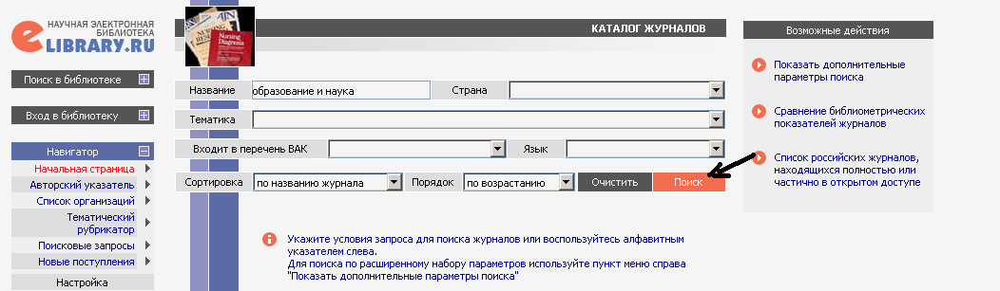 НАУЧНАЯ ЭЛЕКТРОННАЯ
БИБЛИОТЕКА
eLIBRARY.RU
Поиск в библиотеке
Вход в библиотеку
Навигатор
Начальная страница
Авторский указатель
Список организаций
Тематический
рубрикатор
Поисковые запросы
Новые поступления
Настройка
AJN
Nursing
Diagnosis
КАТАЛОГ ЖУРНАЛОВ
Название образование и наука Страна
Тематика
Входит в перечень ВАК Язык
Сортировка по названию журнала Порядок по возрастанию Очистить Поиск
Укажите условия запроса для поиска журналов или воспользуйтесь алфавитным
указателем слева.
Для поиска по расширенному набору параметров используйте пункт меню справа
"Показать дополнительные параметры поиска"
Возможные действия
Показать дополнительные
параметры поиска
Сравнение библиометрических
показателей журналов
Список российских журналов,
находящихся полностью или
частично в открытом доступе